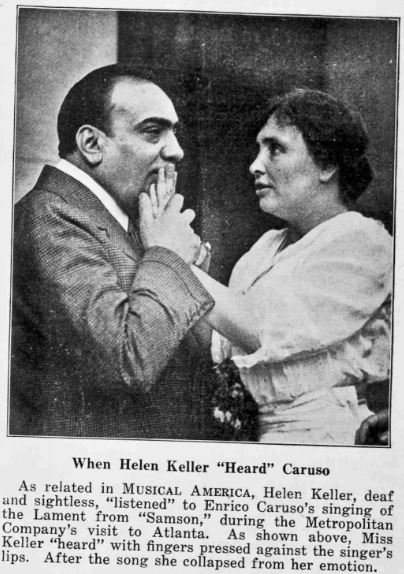 When Helen Keller "Heard" Caruso
As related in MUSICAL AMERICA, Helen Keller, deaf
and sightless, "listened" to Enrico Caruso's singing of
the Lament from "Samson," during the Metropolitan
Company's visit to Atlanta. As shown above, Miss
Keller "heard" with fingers pressed against the singer's
lips. After the song she collapsed from her emotion.